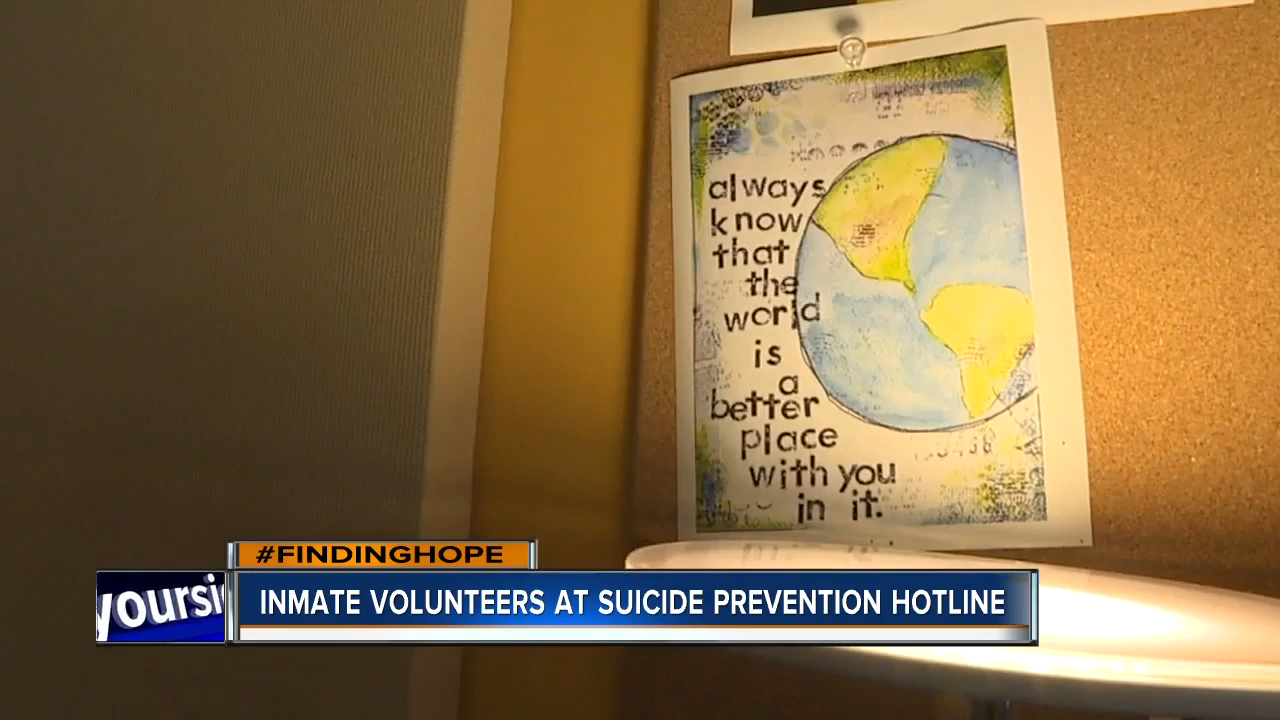 always
know
that
the
world
is
a
better
place
with you
in it.
#FINDINGHOPE
yoursi
INMATE VOLUNTEERS AT SUICIDE PREVENTION HOTLINE